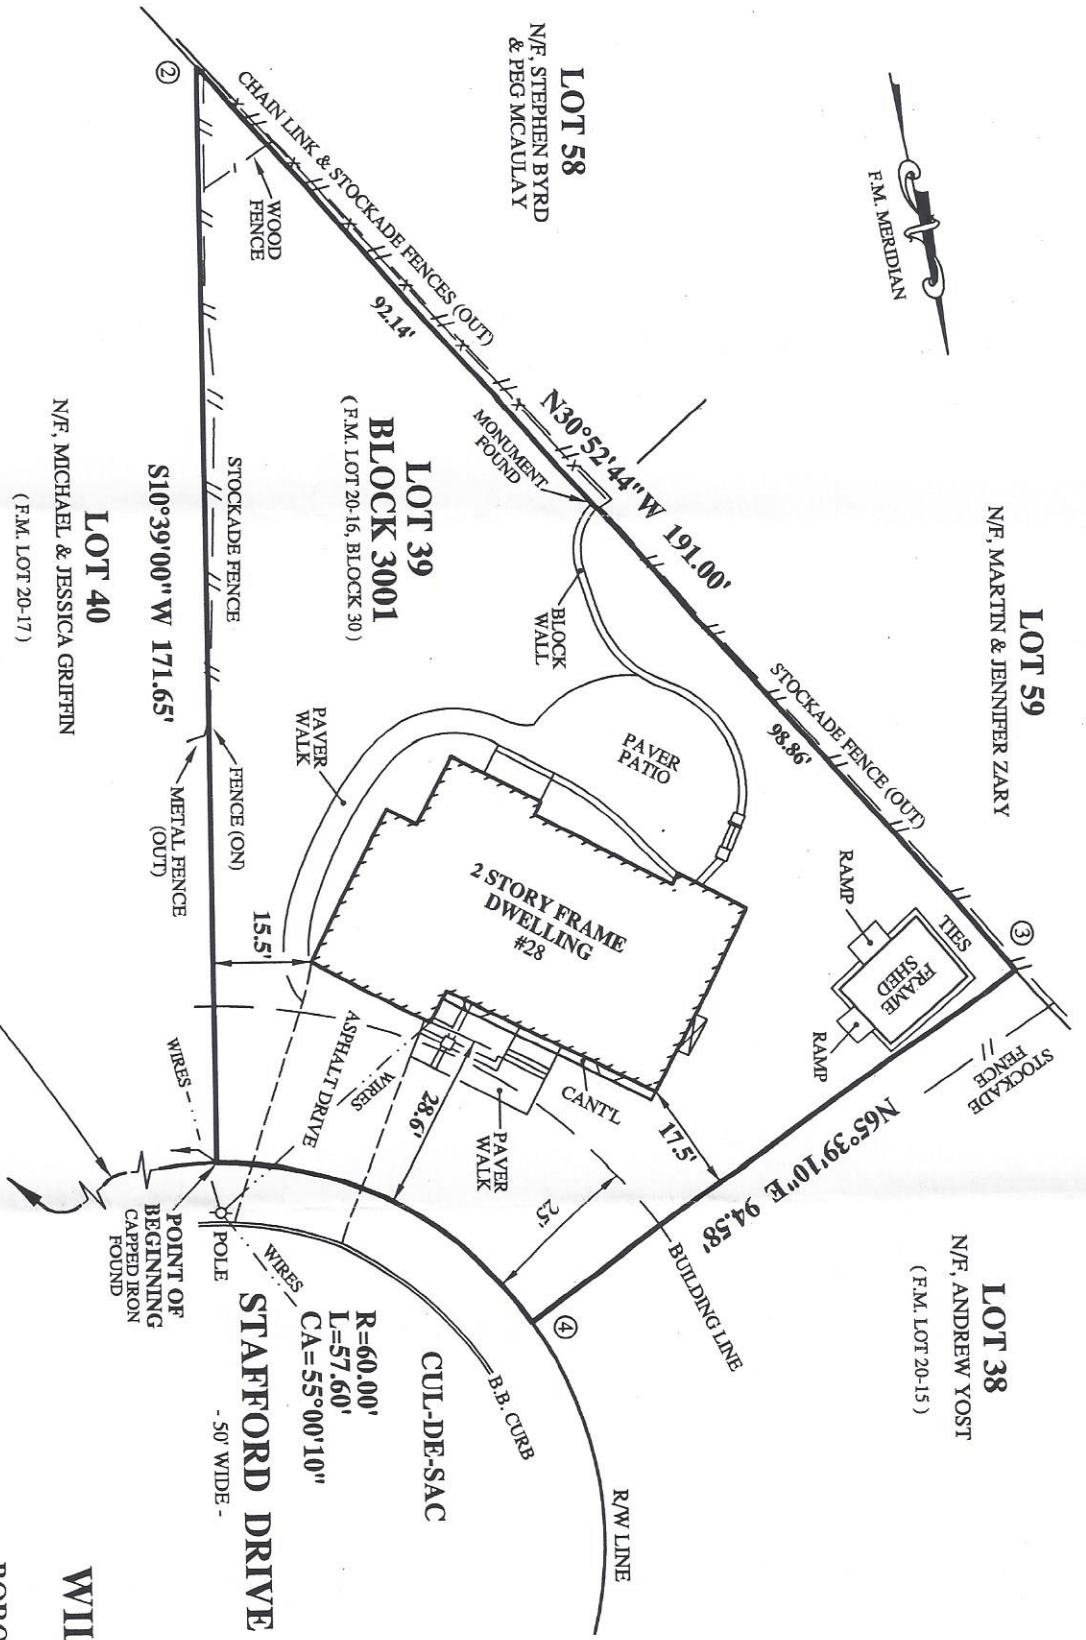 LOT 58
N/F, STEPHEN BYRD
& PEG MCAULAY
F.M. MERIDIAN
LOT 59
N/F, MARTIN & JENNIFER ZARY
②
CHAIN LINK & STOCKADE FENCES (OUT)
WOOD
FENCE
92.14'
N30°52'44"W 191.00'
MONUMENT
FOUND
STOCKADE FENCE (OUT)
98.86'
③
LOT 39
BLOCK 3001
(F.M. LOT 20-16, BLOCK 30)
BLOCK
WALL
PAVER
PATIO
RAMP
TIES
FRAME
SHED
RAMP
STOCKADE
FENCE
STOCKADE FENCE
S10°39'00"W 171.65'
LOT 40
N/F, MICHAEL & JESSICA GRIFFIN
(F.M. LOT 20-17)
PAVER
WALK
FENCE (ON)
METAL FENCE
(OUT)
2 STORY FRAME
DWELLING
#28
15.5'
ASPHALT DRIVE
WIRES
28.6'
CANT'L
PAVER
WALK
17.5'
N65°39'10"E 94.58'
25'
BUILDING LINE
LOT 38
N/F, ANDREW YOST
(F.M. LOT 20-15)
WIRES
POINT OF
BEGINNING
CAPPED IRON
FOUND
POLE
WIRES
④
R=60.00'
L=57.60'
CA=55°00'10"
CUL-DE-SAC
B.B. CURB
R/W LINE
STAFFORD DRIVE
- 50' WIDE -